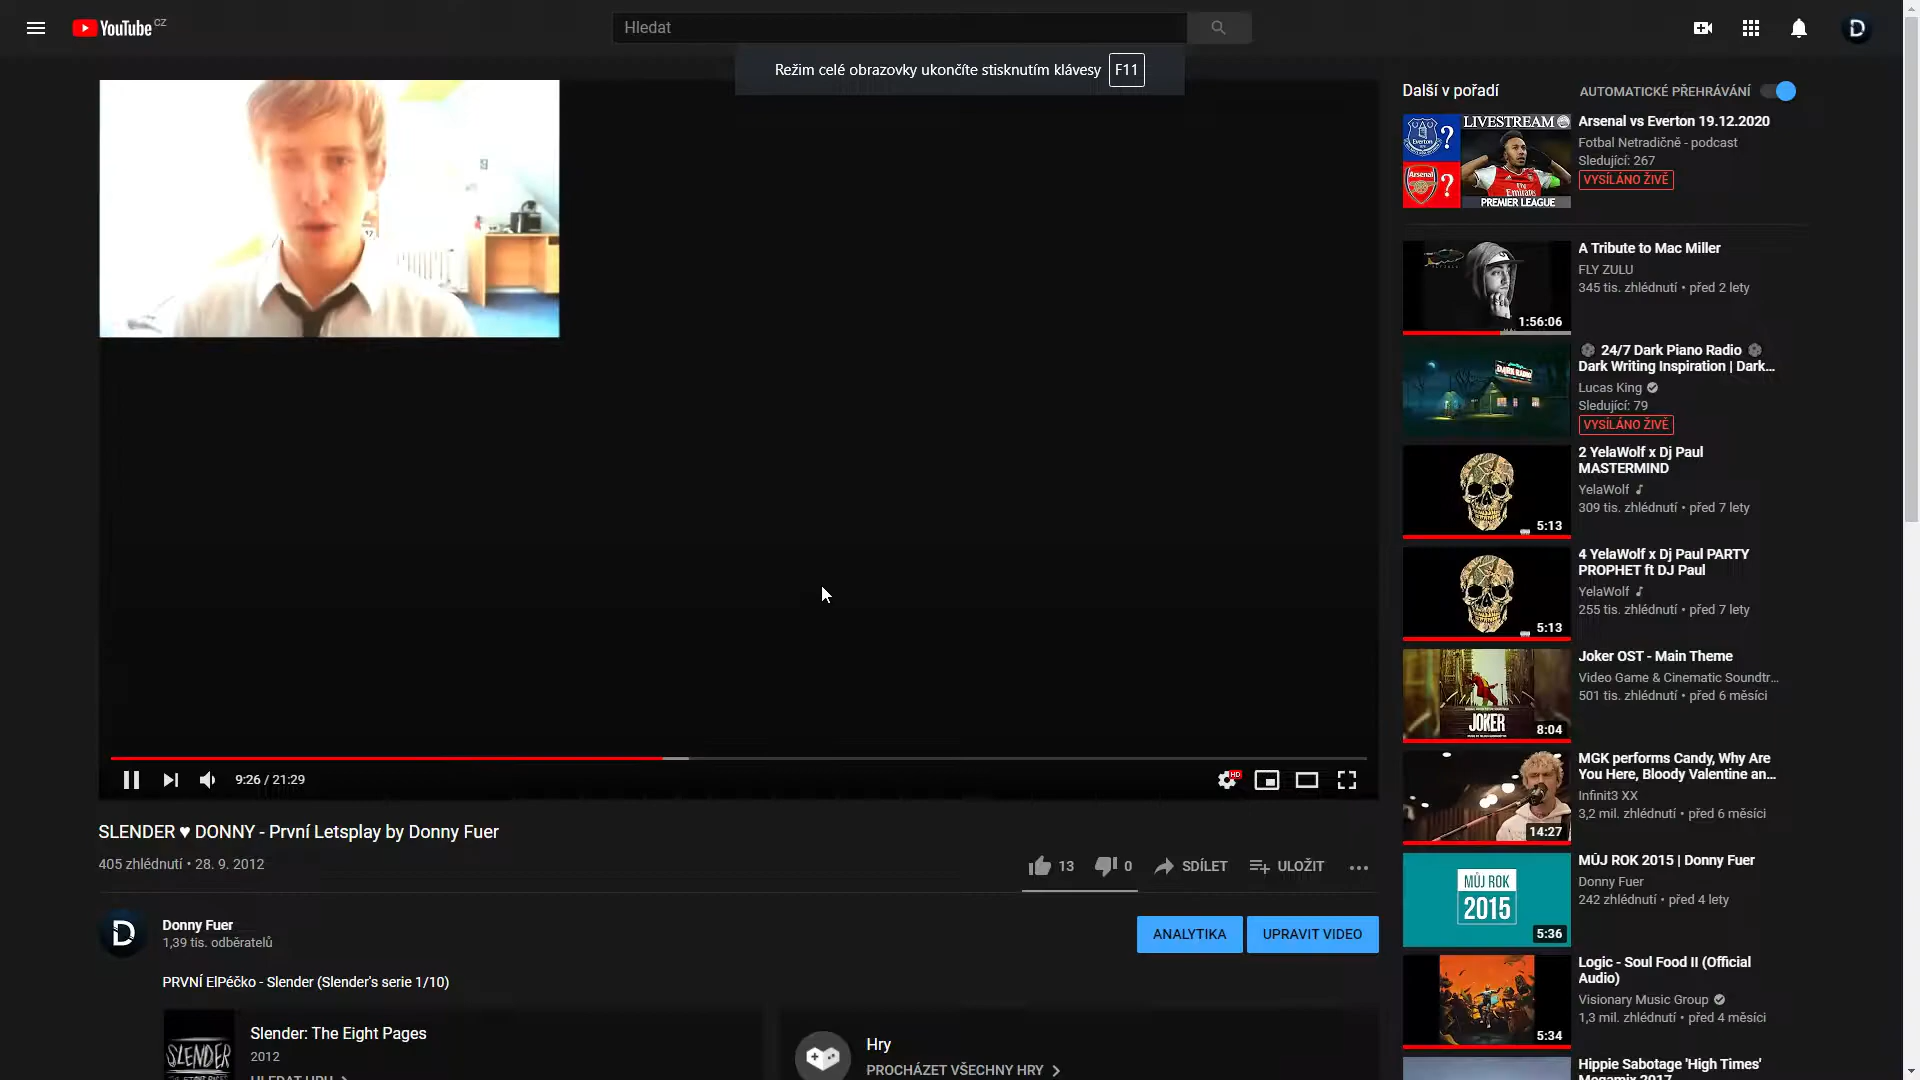 YouTube CZ
Hledat
Režim celé obrazovky ukončíte stisknutím klávesy F11
17
9:26 / 21:29
HD
SLENDER ♥ DONNY - První Letsplay by Donny Fuer
405 zhlédnutí • 28. 9. 2012
13
0
SDÍLET
ULOŽIT
D
Donny Fuer
1,39 tis. odběratelů
ANALYTIKA
UPRAVIT VIDEO
PRVNÍ ElPéčko - Slender (Slender's serie 1/10)
SLENDER
Slender: The Eight Pages
2012
Hry
PROCHÁZET VŠECHNY HRY
Další v pořadí
AUTOMATICKÉ PŘEHRÁVÁNÍ
LIVESTREAM
Everton
?
Arsenal
?
Fly Emirates
PREMIER LEAGUE
Arsenal vs Everton 19.12.2020
Fotbal Netradičně - podcast
Sledující: 267
VYSÍLÁNO ŽIVĚ
1:56:06
A Tribute to Mac Miller
FLY ZULU
345 tis. zhlédnutí • před 2 lety
DARK RADIO
24/7 Dark Piano Radio
Dark Writing Inspiration | Dark...
Lucas King
Sledující: 79
VYSÍLÁNO ŽIVĚ
5:13
2 YelaWolf x Dj Paul
MASTERMIND
YelaWolf
309 tis. zhlédnutí • před 7 lety
5:13
4 YelaWolf x Dj Paul PARTY
PROPHET ft DJ Paul
YelaWolf
255 tis. zhlédnutí • před 7 lety
JOKER
8:04
Joker OST - Main Theme
Video Game & Cinematic Soundtr...
501 tis. zhlédnutí • před 6 měsíci
14:27
MGK performs Candy, Why Are
You Here, Bloody Valentine an...
Infinit3 XX
3,2 mil. zhlédnutí • před 6 měsíci
MŮJ ROK
2015
5:36
MŮJ ROK 2015 | Donny Fuer
Donny Fuer
242 zhlédnutí • před 4 lety
5:34
Logic - Soul Food II (Official
Audio)
Visionary Music Group
1,3 mil. zhlédnutí • před 4 měsíci
Hippie Sabotage 'High Times'